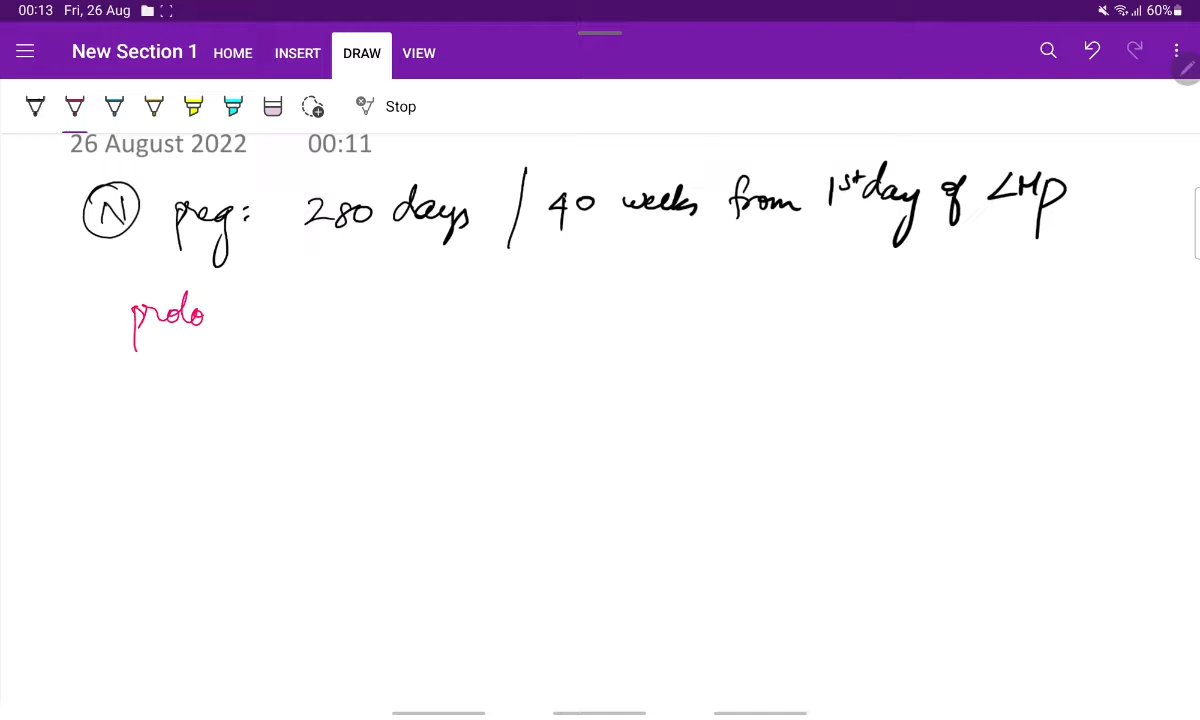 00:13 Fri, 26 Aug 60%
New Section 1 HOME INSERT DRAW VIEW
Stop
26 August 2022 00:11
N preg: 280 days / 40 weeks from 1st day of LMP
prolo